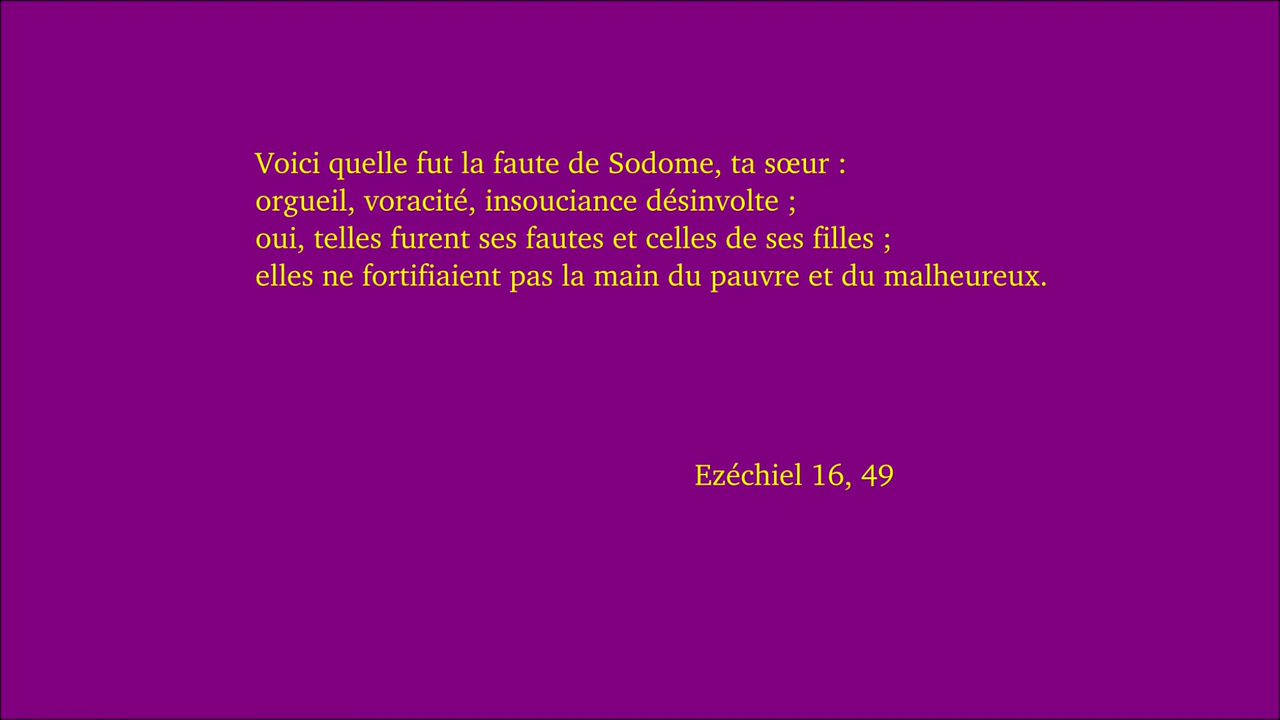 Voici quelle fut la faute de Sodome, ta sœur :
orgueil, voracité, insouciance désinvolte ;
oui, telles furent ses fautes et celles de ses filles ;
elles ne fortifiaient pas la main du pauvre et du malheureux.
Ezéchiel 16, 49